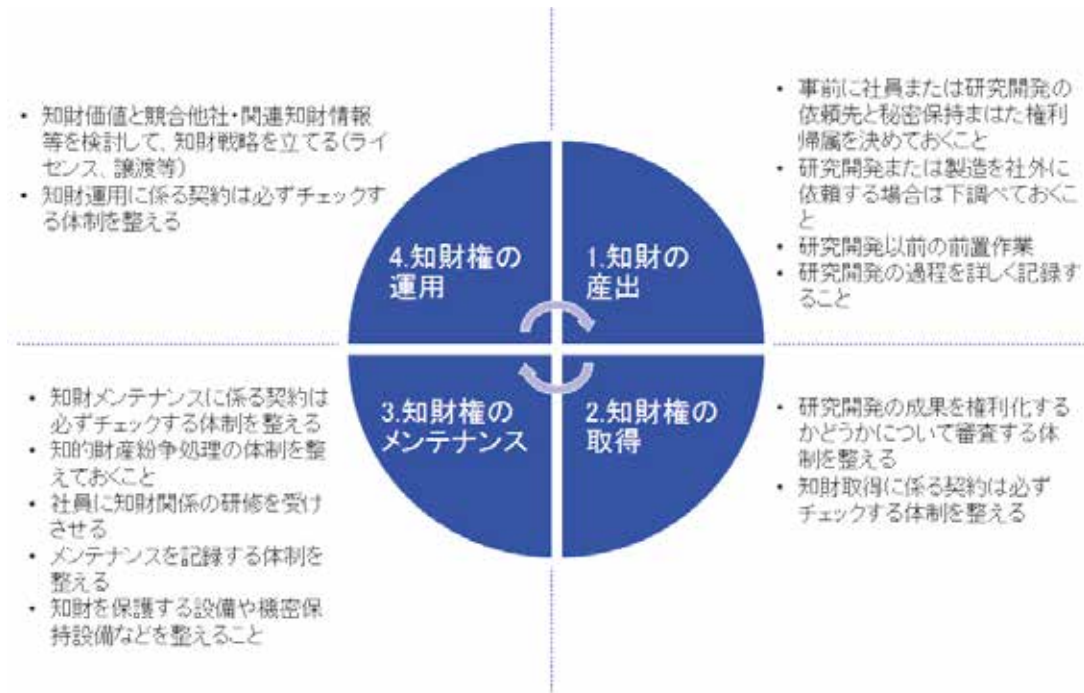 • 知財価値と競合他社・関連知財情報
等を検討して、知財戦略を立てる(ライ
センス、譲渡等)
• 知財運用に係る契約は必ずチェックす
る体制を整える
• 事前に社員または研究開発の
依頼先と秘密保持まはた権利
帰属を決めておくこと
• 研究開発または製造を社外に
依頼する場合は下調べておくこ
と
• 研究開発以前の前置作業
• 研究開発の過程を詳しく記録す
ること
4.知財権の
運用
1.知財の
産出
3.知財権の
メンテナンス
2.知財権の
取得
• 知財メンテナンスに係る契約は
必ずチェックする体制を整える
• 知的財産紛争処理の体制を整
えておくこと
• 社員に知財関係の研修を受け
させる
• メンテナンスを記録する体制を
整える
• 知財を保護する設備や機密保
持設備などを整えること
• 研究開発の成果を権利化する
かどうかについて審査する体
制を整える
• 知財取得に係る契約は必ず
チェックする体制を整える